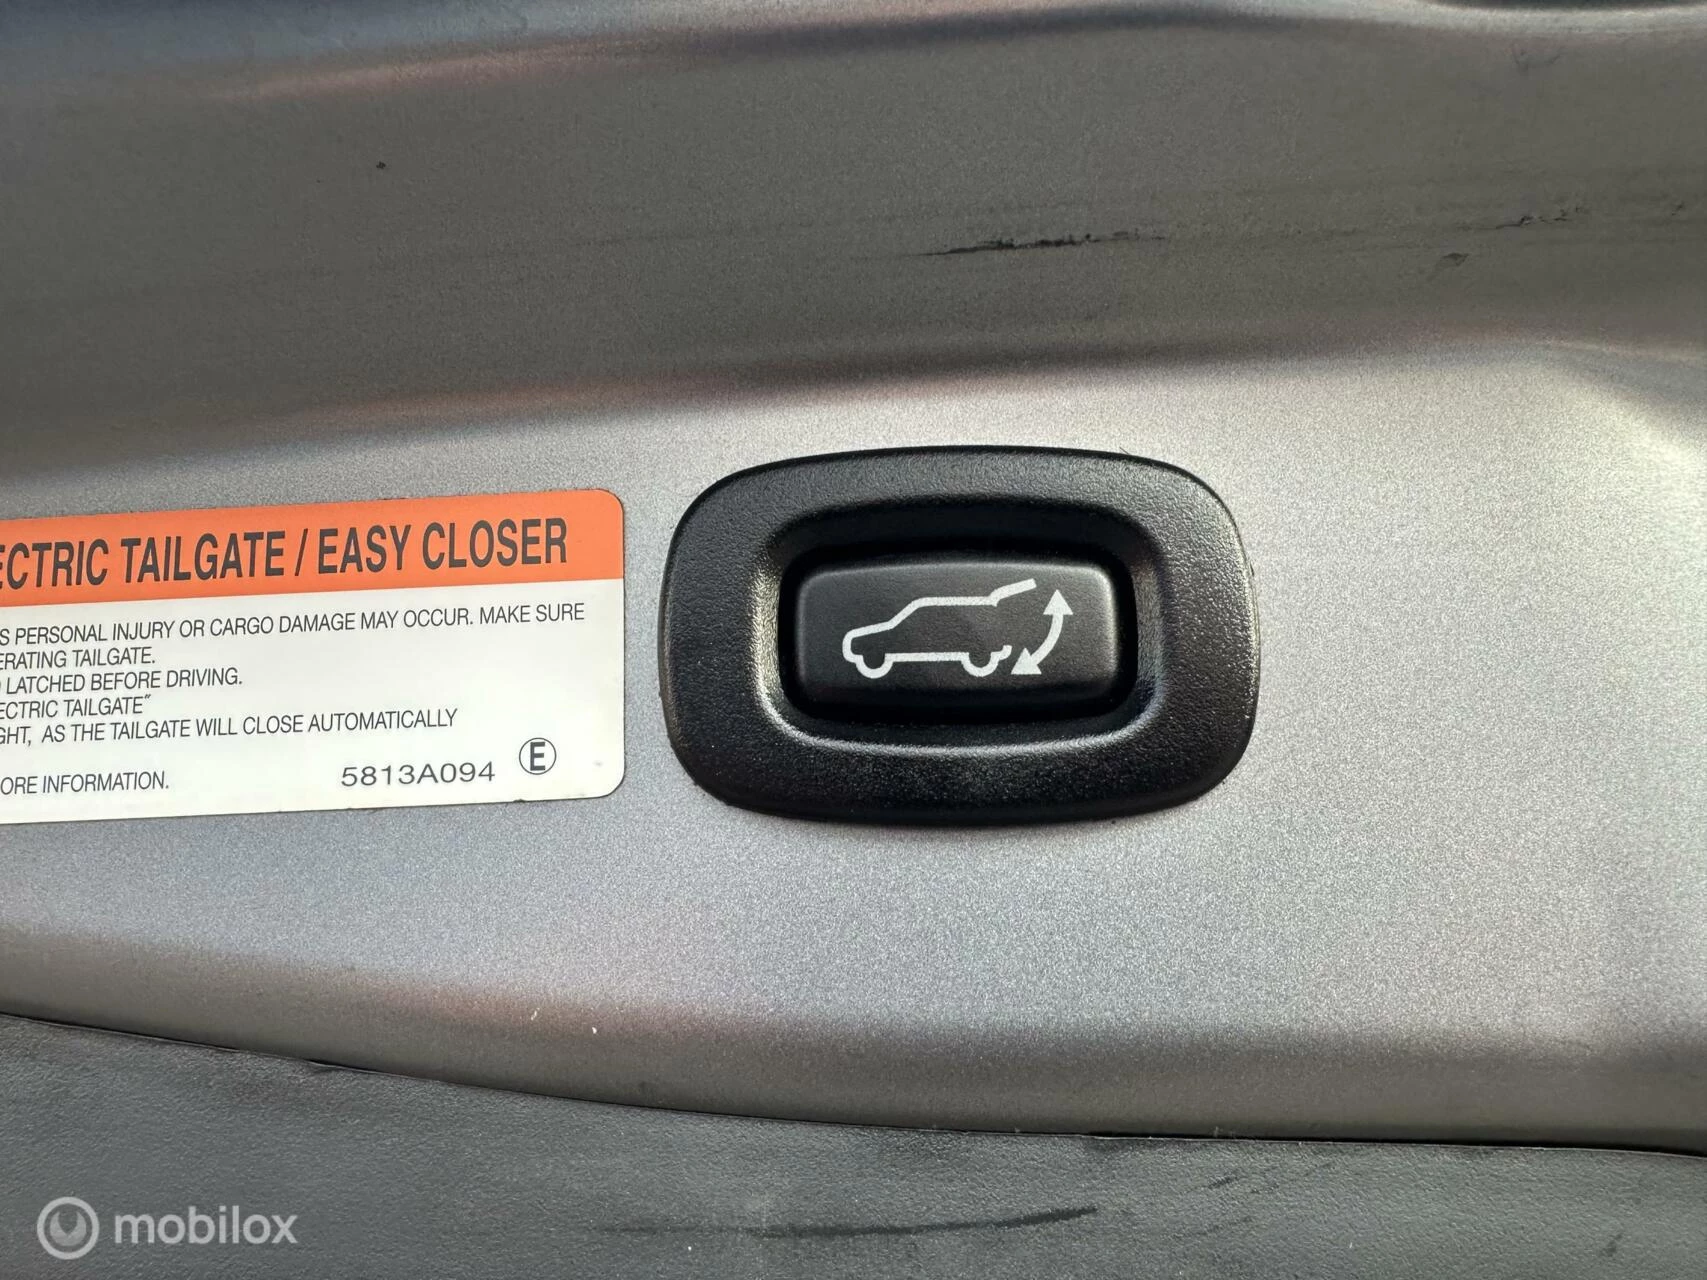 ECTRIC TAILGATE / EASY CLOSER
S PERSONAL INJURY OR CARGO DAMAGE MAY OCCUR. MAKE SURE
ERATING TAILGATE.
LATCHED BEFORE DRIVING.
ECTRIC TAILGATE"
GHT, AS THE TAILGATE WILL CLOSE AUTOMATICALLY
ORE INFORMATION.
5813A094 E
mobilox